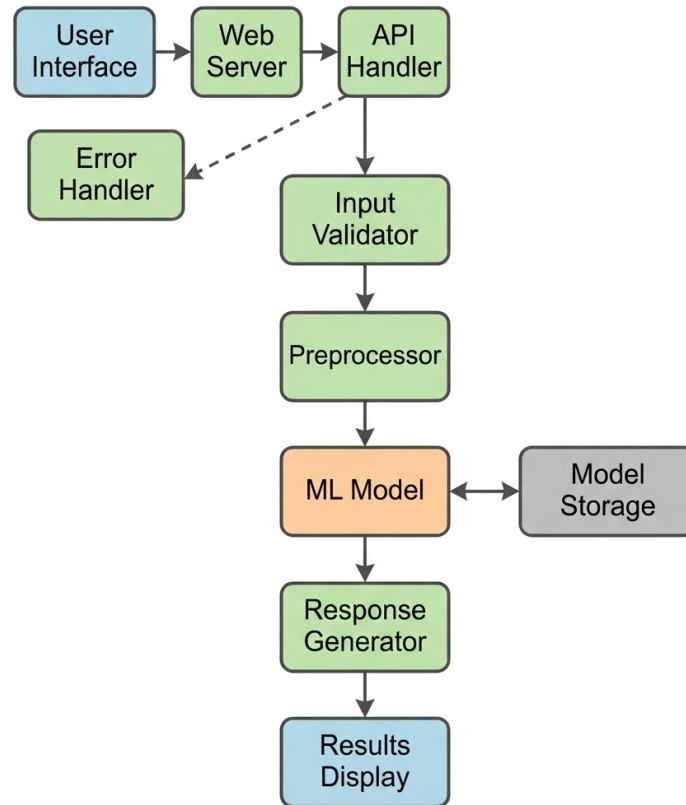 User
Interface
Web
Server
API
Handler
Error
Handler
Input
Validator
Preprocessor
ML Model
Model
Storage
Response
Generator
Results
Display